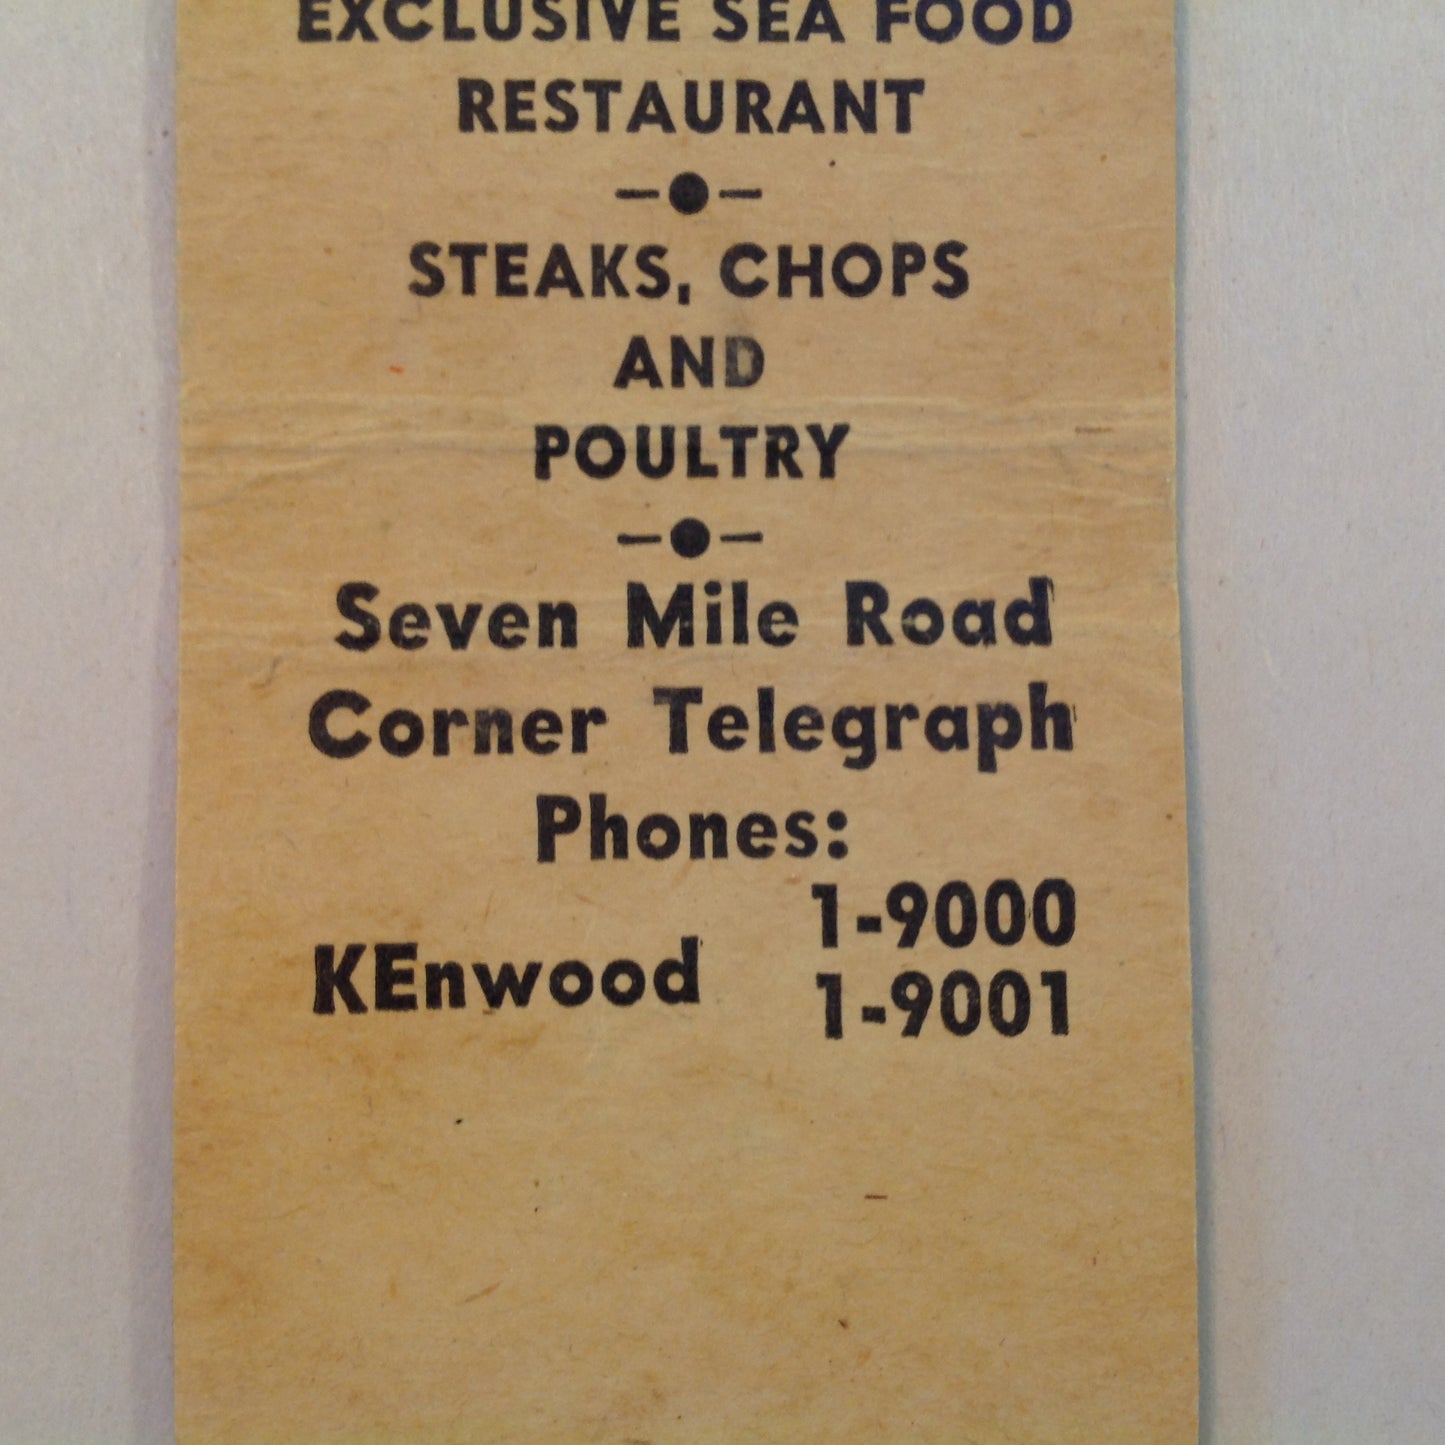 EXCLUSIVE SEA FOOD
RESTAURANT
STEAKS, CHOPS
AND
POULTRY
Seven Mile Road
Corner Telegraph
Phones:
KEnwood 1-9000
1-9001